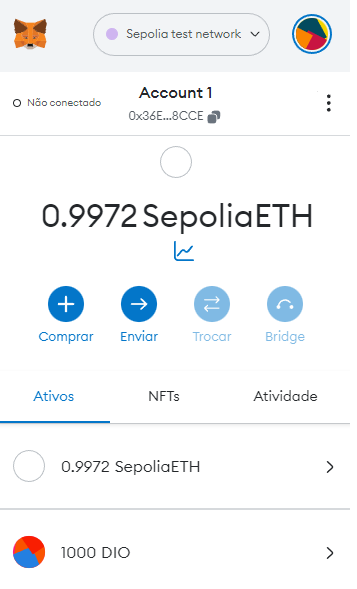 Sepolia test network
Account 1
Não conectado
0x36E...8CCE
0.9972 SepoliaETH
Comprar
Enviar
Trocar
Bridge
Ativos
NFTs
Atividade
0.9972 SepoliaETH
1000 DIO